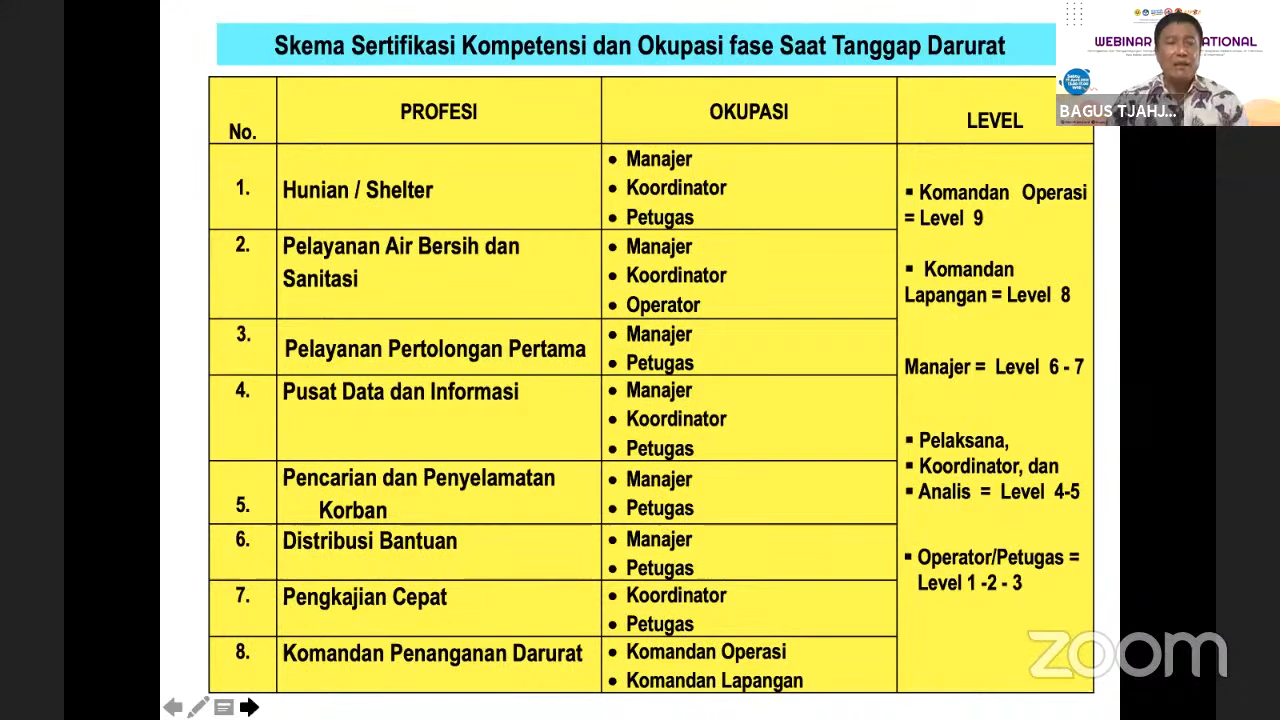 Skema Sertifikasi Kompetensi dan Okupasi fase Saat Tanggap Darurat
WEBINAR
BAGUS TJAHJ...
No.
PROFESI
OKUPASI
LEVEL
1.
Hunian / Shelter
• Manajer
• Koordinator
• Petugas
2.
Pelayanan Air Bersih dan
Sanitasi
• Manajer
• Koordinator
• Operator
3.
Pelayanan Pertolongan Pertama
• Manajer
• Petugas
4.
Pusat Data dan Informasi
• Manajer
• Koordinator
• Petugas
5.
Pencarian dan Penyelamatan
Korban
• Manajer
• Petugas
6.
Distribusi Bantuan
• Manajer
• Petugas
7.
Pengkajian Cepat
• Koordinator
• Petugas
8.
Komandan Penanganan Darurat
• Komandan Operasi
• Komandan Lapangan
▪ Komandan Operasi
= Level 9
▪ Komandan
Lapangan = Level 8
Manajer = Level 6 - 7
▪ Pelaksana,
▪ Koordinator, dan
▪ Analis = Level 4-5
▪ Operator/Petugas =
Level 1 -2 - 3
zoom